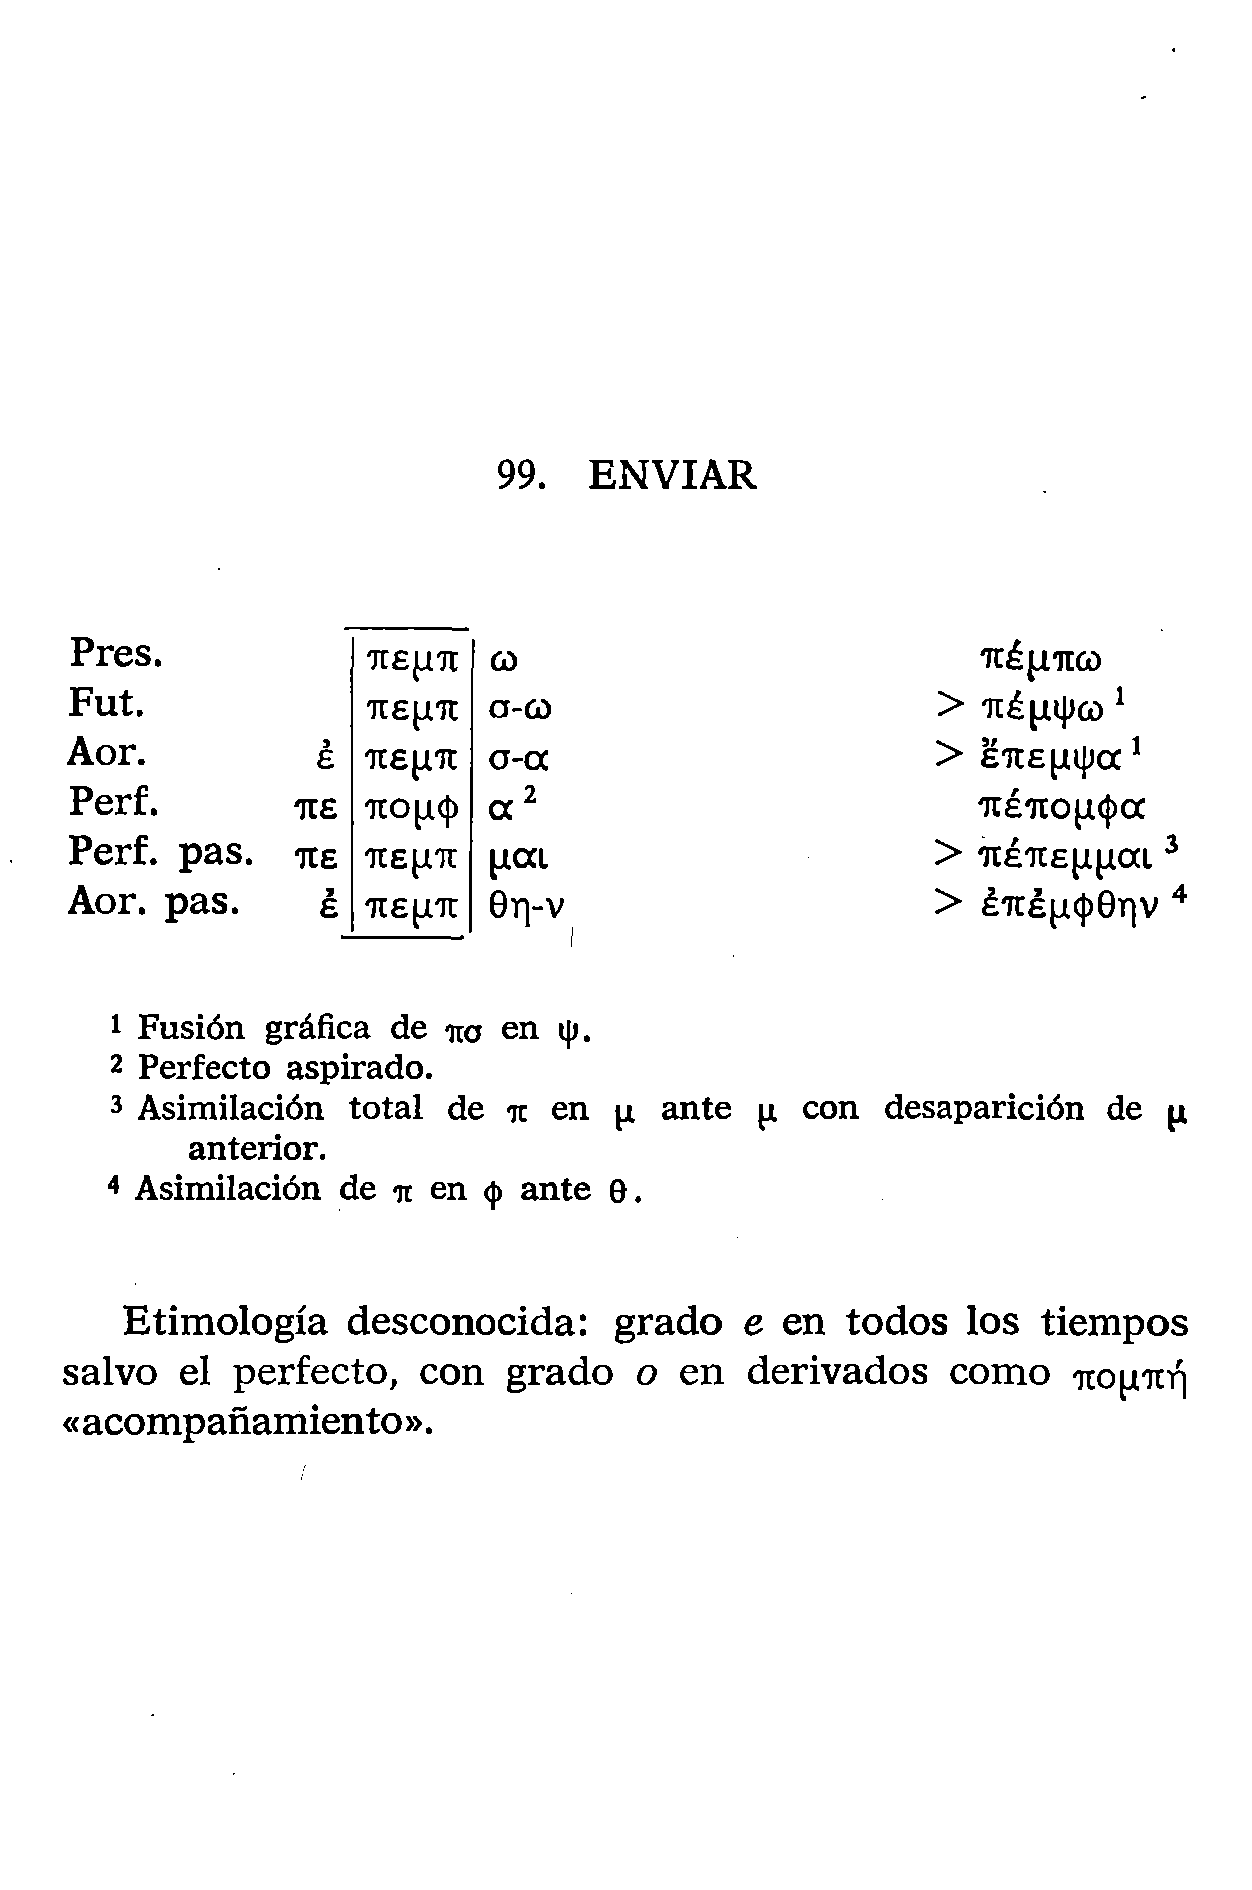 99. ENVIAR
Pres. πεμπ ω πέμπω
Fut. πεμπ σ-ω > πέμψω ¹
Aor. ἐ πεμπ σ-α > ἔπεμψα ¹
Perf. πε πομφ α ² πέπομφα
Perf. pas. πε πεμπ μαι > πέπεμμαι ³
Aor. pas. ἐ πεμπ θη-ν > ἐπέμφθην ⁴
¹ Fusión gráfica de πσ en ψ.
² Perfecto aspirado.
³ Asimilación total de π en μ ante μ con desaparición de μ
anterior.
⁴ Asimilación de π en φ ante θ.
Etimología desconocida: grado e en todos los tiempos
salvo el perfecto, con grado o en derivados como πομπή
«acompañamiento».